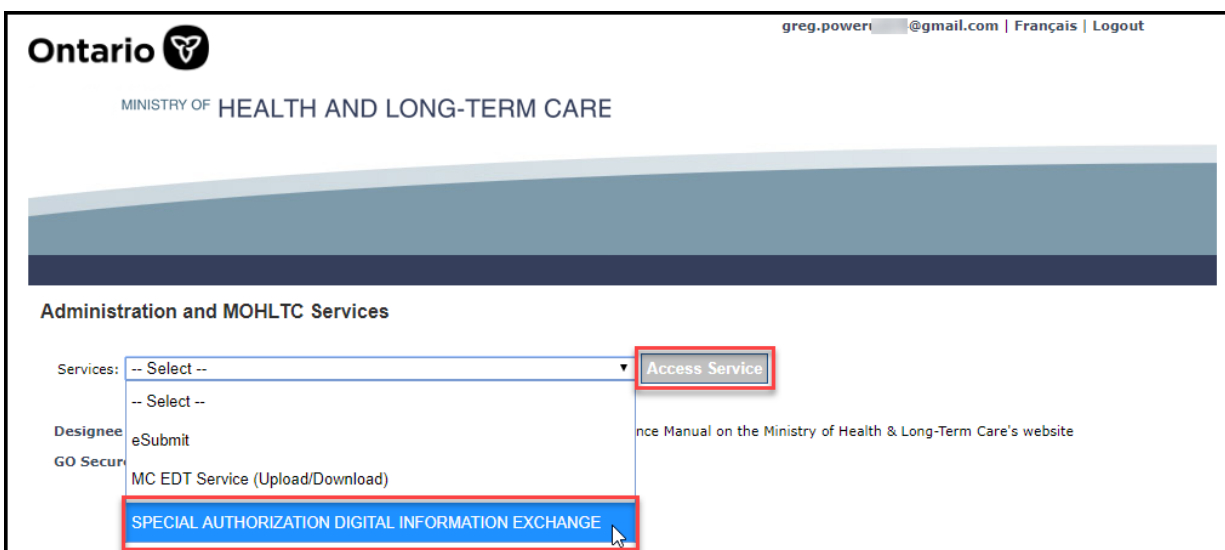 greg.power @gmail.com | Français | Logout
Ontario
MINISTRY OF HEALTH AND LONG-TERM CARE
Administration and MOHLTC Services
Services: -- Select -- Access Service
-- Select --
Designee nce Manual on the Ministry of Health & Long-Term Care's website
eSubmit
GO Secur
MC EDT Service (Upload/Download)
SPECIAL AUTHORIZATION DIGITAL INFORMATION EXCHANGE